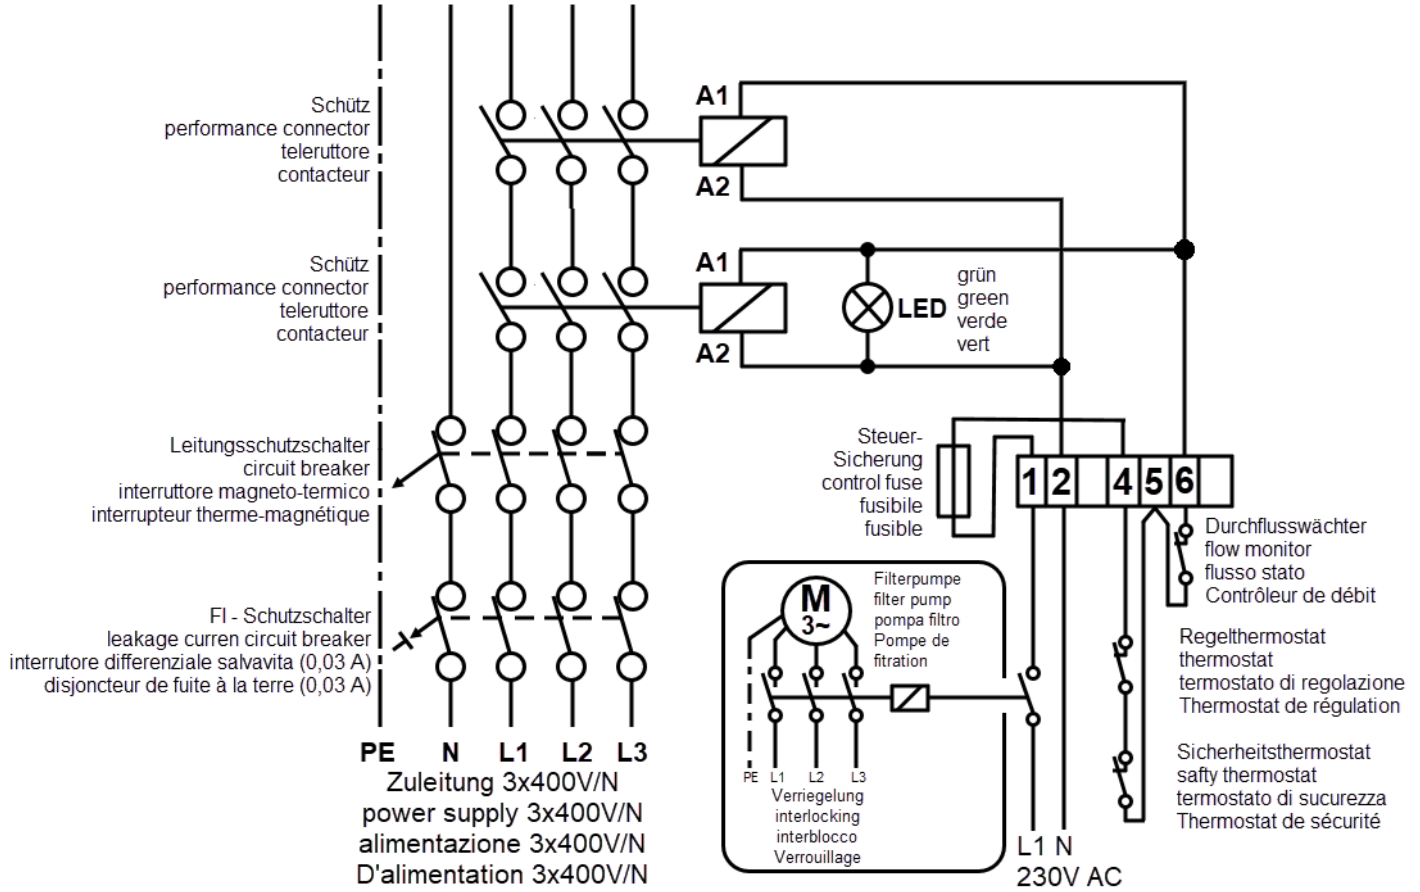 Schütz
performance connector
teleruttore
contacteur
A1
A2
Schütz
performance connector
teleruttore
contacteur
A1
A2
LED
grün
green
verde
vert
Leitungsschutzschalter
circuit breaker
interruttore magneto-termico
interrupteur therme-magnétique
Steuer-
Sicherung
control fuse
fusibile
fusible
1 2 4 5 6
Durchflusswächter
flow monitor
flusso stato
Contrôleur de débit
FI - Schutzschalter
leakage curren circuit breaker
interrutore differenziale salvavita (0,03 A)
disjoncteur de fuite à la terre (0,03 A)
M
3~
Filterpumpe
filter pump
pompa filtro
Pompe de
fitration
Regelthermostat
thermostat
termostato di regolazione
Thermostat de régulation
Sicherheitsthermostat
safty thermostat
termostato di sucurezza
Thermostat de sécurité
PE N L1 L2 L3
Zuleitung 3x400V/N
power supply 3x400V/N
alimentazione 3x400V/N
D'alimentation 3x400V/N
PE L1 L2 L3
Verriegelung
interlocking
interblocco
Verrouillage
L1 N
230V AC